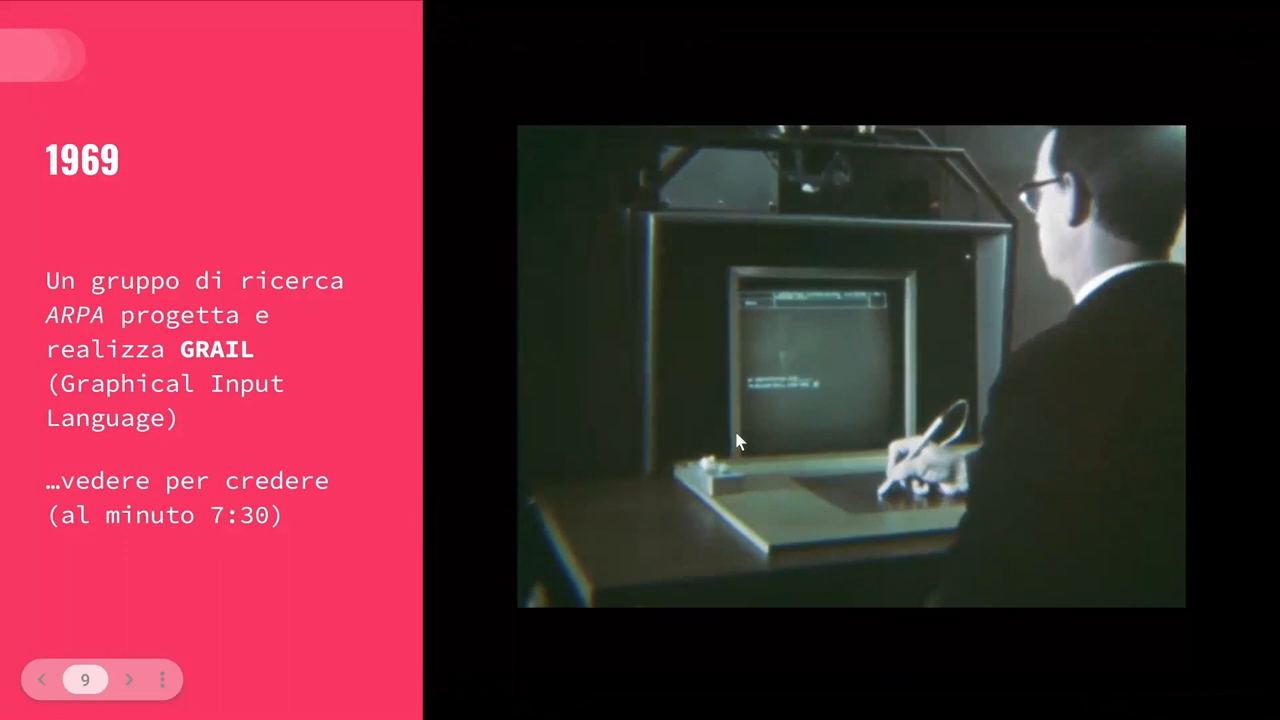 1969
Un gruppo di ricerca
ARPA progetta e
realizza GRAIL
(Graphical Input
Language)
…vedere per credere
(al minuto 7:30)
9